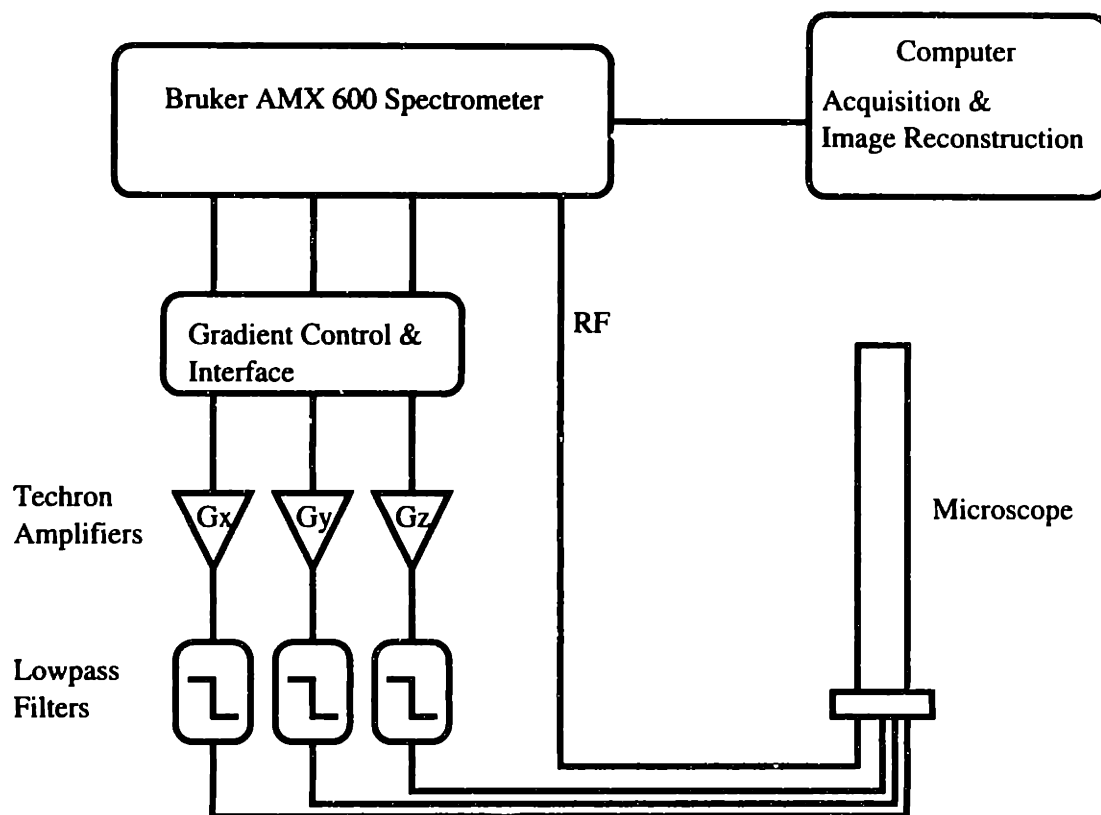 Computer
Bruker AMX 600 Spectrometer
Acquisition &
Image Reconstruction
RF
Gradient Control &
Interface
Techron
Amplifiers
Gx
Gy
Gz
Microscope
Lowpass
Filters